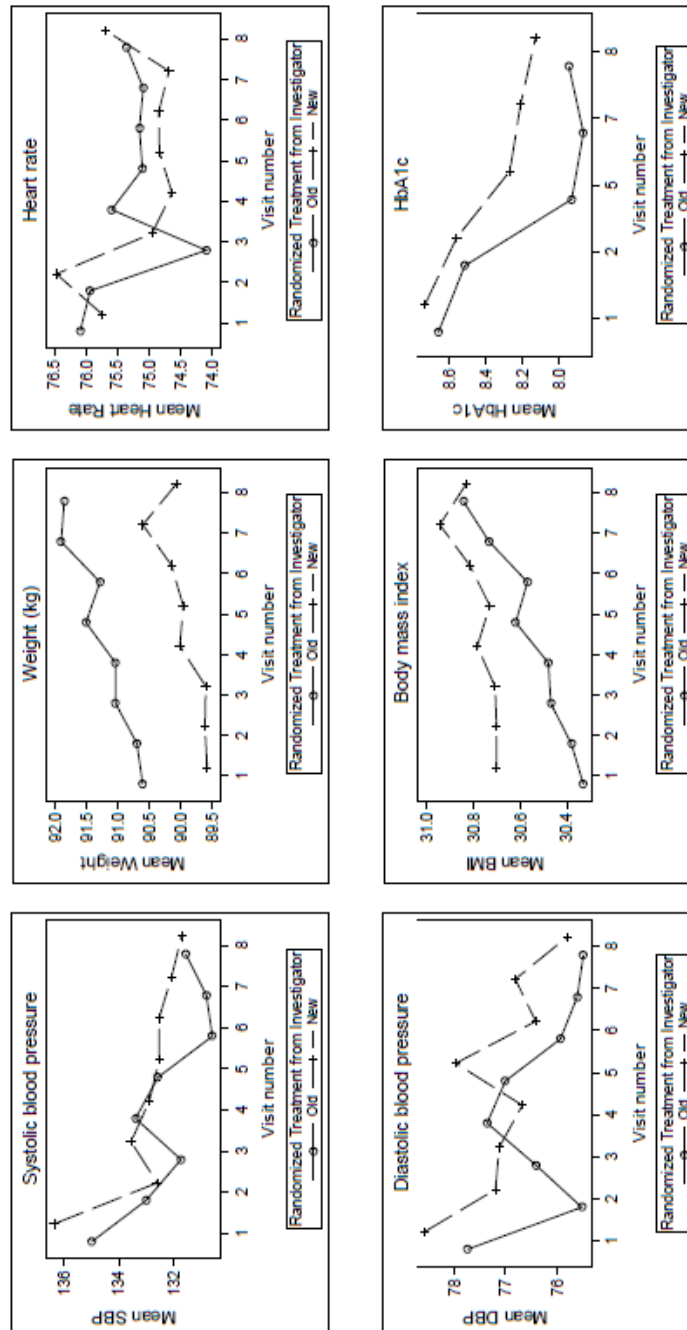 Systolic blood pressure
Mean SBP
136
134
132
1 2 3 4 5 6 7 8
Visit number
Randomized Treatment from Investigator
Old New
Weight (kg)
Mean Weight
92.0
91.5
91.0
90.5
90.0
89.5
1 2 3 4 5 6 7 8
Visit number
Randomized Treatment from Investigator
Old New
Heart rate
Mean Heart Rate
76.5
76.0
75.5
75.0
74.5
74.0
1 2 3 4 5 6 7 8
Visit number
Randomized Treatment from Investigator
Old New
Diastolic blood pressure
Mean DBP
78
77
76
1 2 3 4 5 6 7 8
Visit number
Randomized Treatment from Investigator
Old New
Body mass index
Mean BMI
31.0
30.8
30.6
30.4
1 2 3 4 5 6 7 8
Visit number
Randomized Treatment from Investigator
Old New
HbA1c
Mean HbA1c
8.6
8.4
8.2
8.0
1 2 5 7 8
Visit number
Randomized Treatment from Investigator
Old New